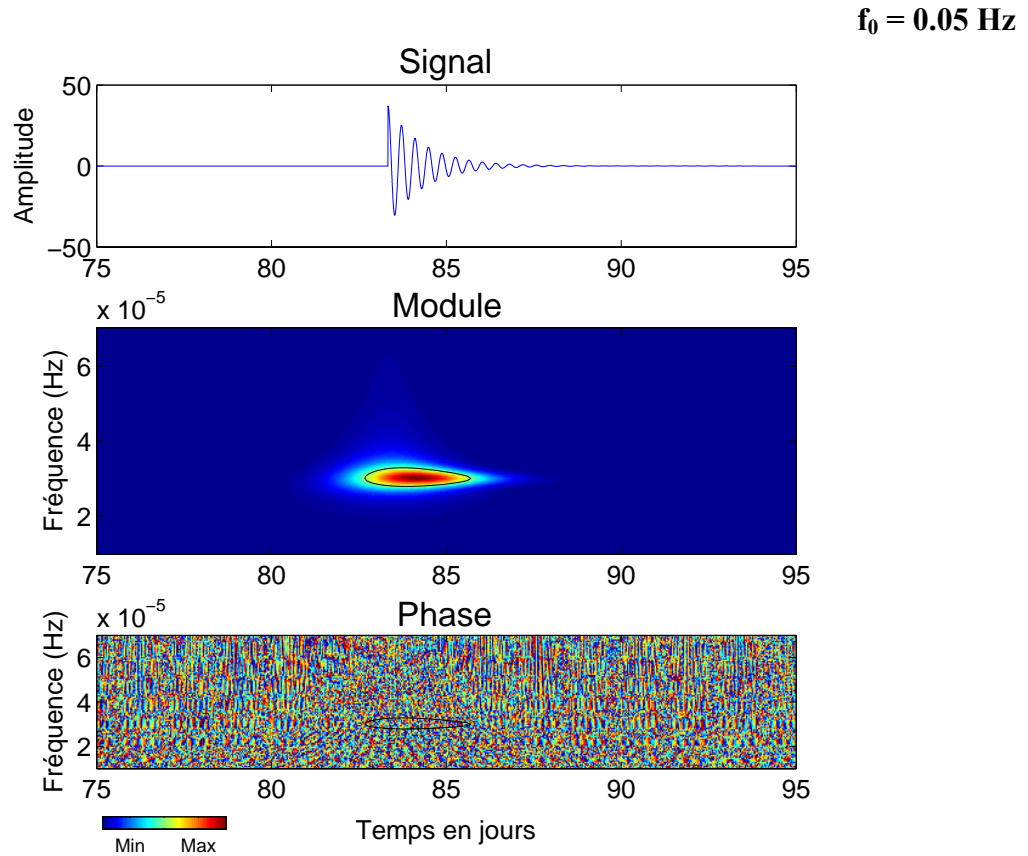 f₀ = 0.05 Hz
Signal
Amplitude
50
0
−50
75 80 85 90 95
x 10⁻⁵
Module
Fréquence (Hz)
6
4
2
75 80 85 90 95
x 10⁻⁵
Phase
Fréquence (Hz)
6
4
2
75 80 85 90 95
Temps en jours
Min Max